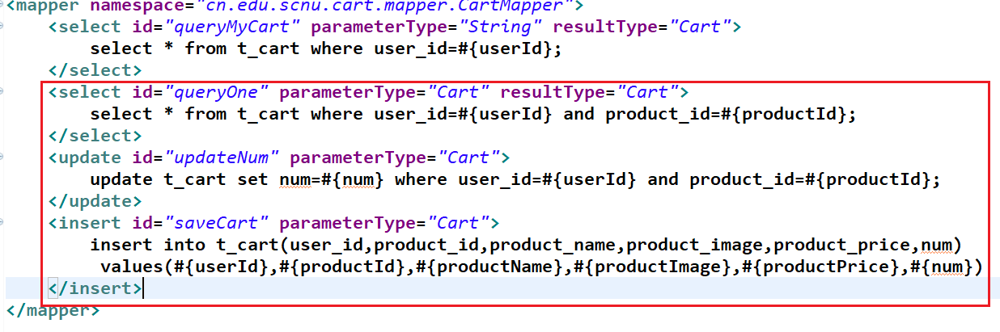 <mapper namespace="cn.edu.scnu.cart.mapper.CartMapper">
<select id="queryMyCart" parameterType="String" resultType="Cart">
select * from t_cart where user_id=#{userId};
</select>
<select id="queryOne" parameterType="Cart" resultType="Cart">
select * from t_cart where user_id=#{userId} and product_id=#{productId};
</select>
<update id="updateNum" parameterType="Cart">
update t_cart set num=#{num} where user_id=#{userId} and product_id=#{productId};
</update>
<insert id="saveCart" parameterType="Cart">
insert into t_cart(user_id,product_id,product_name,product_image,product_price,num)
values(#{userId},#{productId},#{productName},#{productImage},#{productPrice},#{num})
</insert>
</mapper>